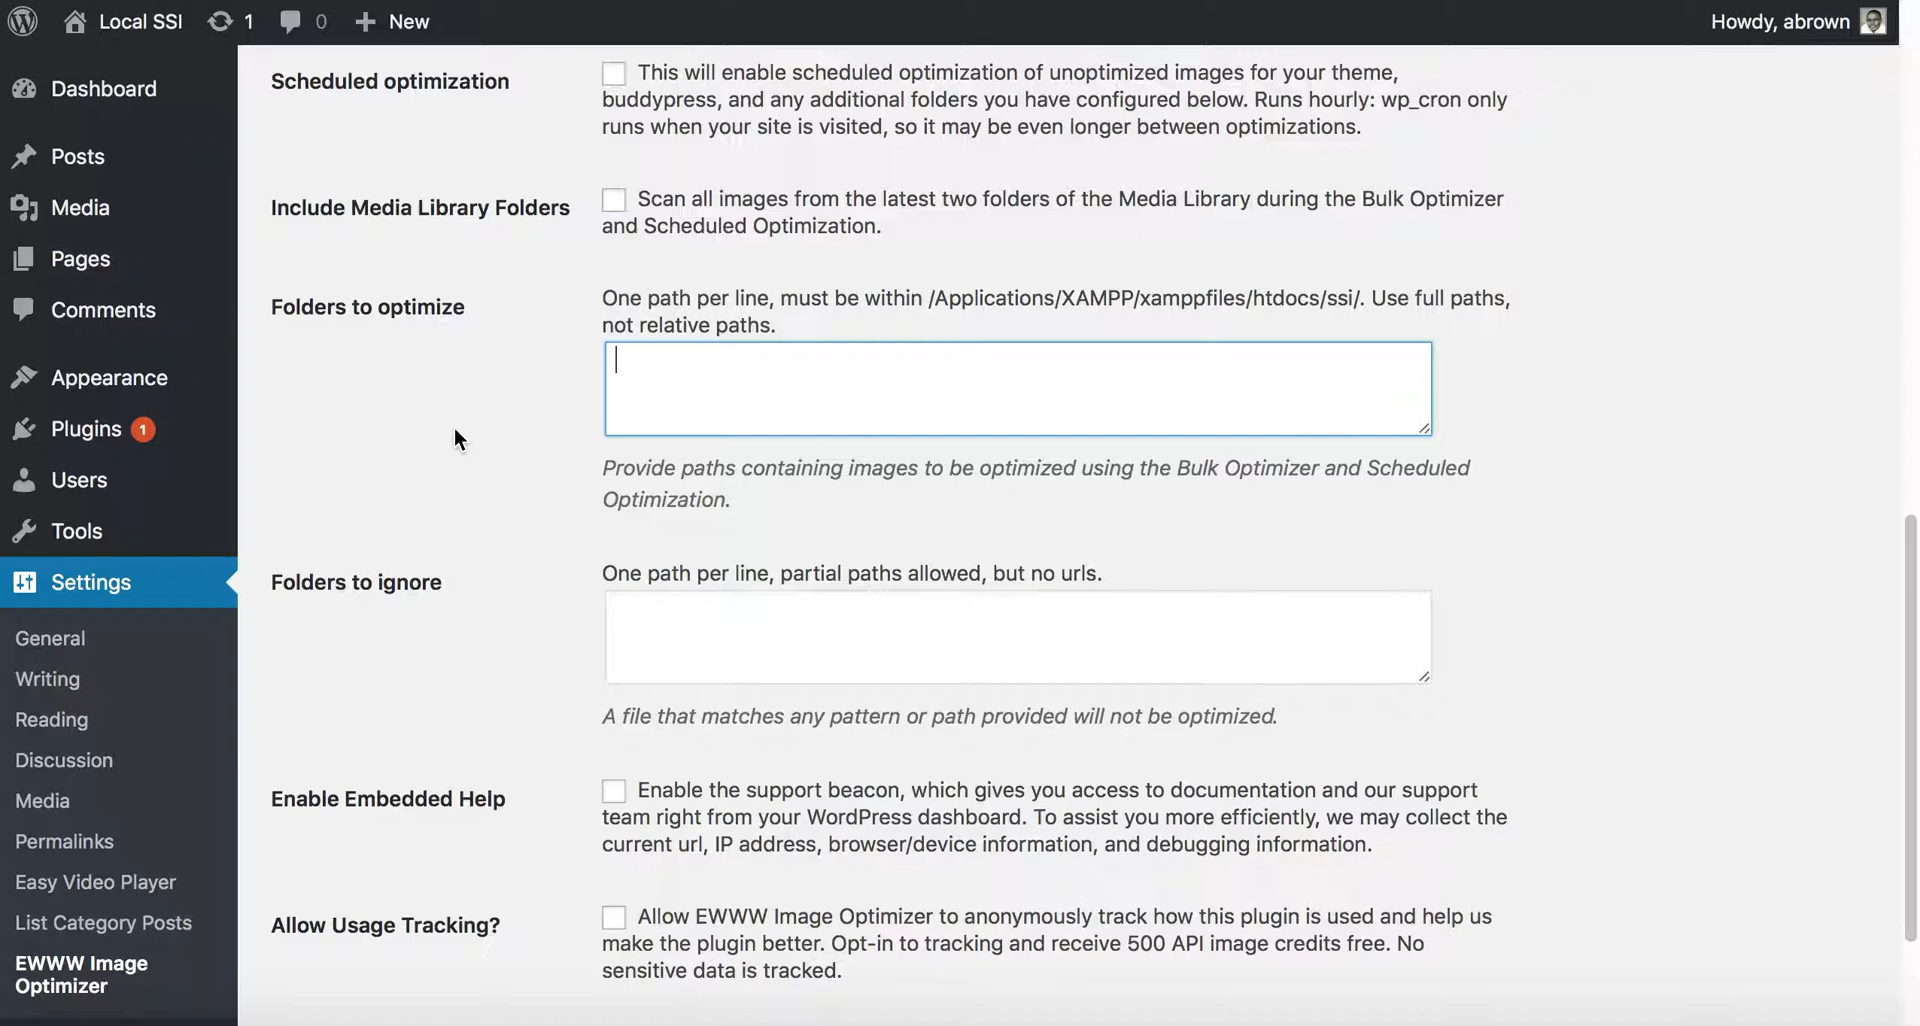 Local SSI 1 0 New Howdy, abrown
Dashboard
Posts
Media
Pages
Comments
Appearance
Plugins 1
Users
Tools
Settings
General
Writing
Reading
Discussion
Media
Permalinks
Easy Video Player
List Category Posts
EWWW Image
Optimizer
Scheduled optimization
This will enable scheduled optimization of unoptimized images for your theme,
buddypress, and any additional folders you have configured below. Runs hourly: wp_cron only
runs when your site is visited, so it may be even longer between optimizations.
Include Media Library Folders
Scan all images from the latest two folders of the Media Library during the Bulk Optimizer
and Scheduled Optimization.
Folders to optimize
One path per line, must be within /Applications/XAMPP/xamppfiles/htdocs/ssi/. Use full paths,
not relative paths.
Provide paths containing images to be optimized using the Bulk Optimizer and Scheduled
Optimization.
Folders to ignore
One path per line, partial paths allowed, but no urls.
A file that matches any pattern or path provided will not be optimized.
Enable Embedded Help
Enable the support beacon, which gives you access to documentation and our support
team right from your WordPress dashboard. To assist you more efficiently, we may collect the
current url, IP address, browser/device information, and debugging information.
Allow Usage Tracking?
Allow EWWW Image Optimizer to anonymously track how this plugin is used and help us
make the plugin better. Opt-in to tracking and receive 500 API image credits free. No
sensitive data is tracked.